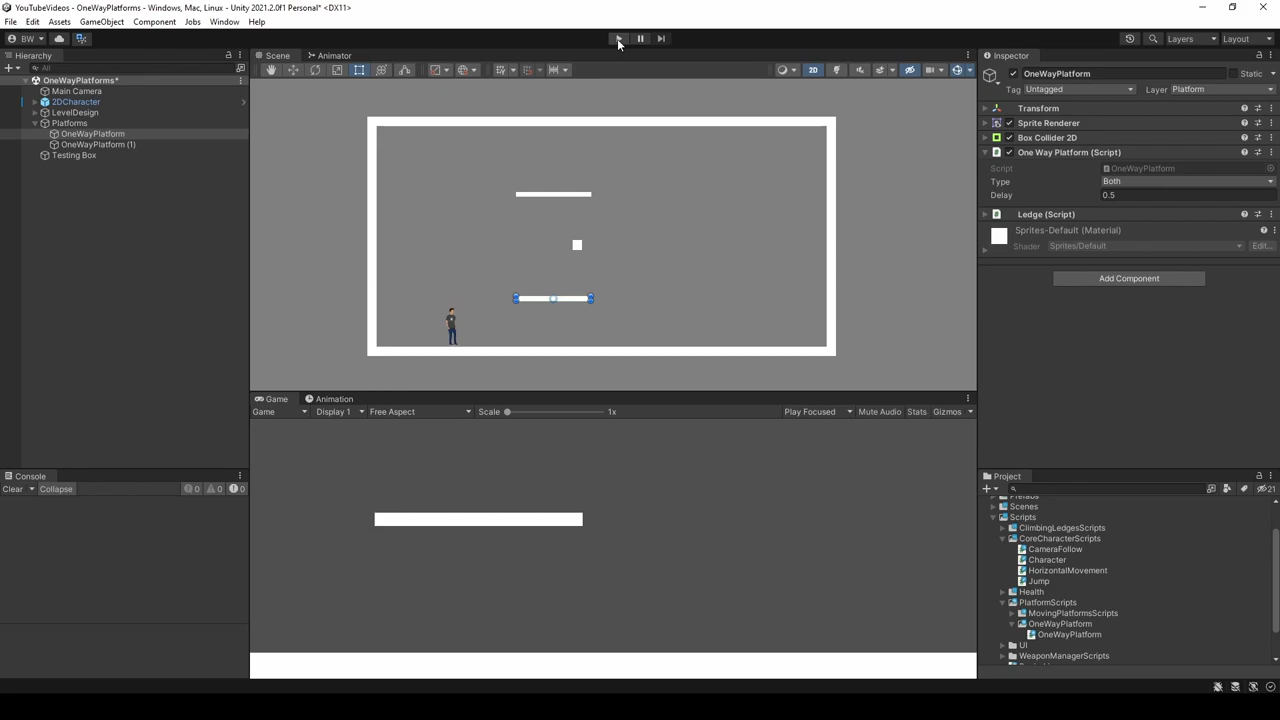 YouTubeVideos - OneWayPlatforms - Windows, Mac, Linux - Unity 2021.2.0f1 Personal* <DX11>
File Edit Assets GameObject Component Jobs Window Help
BW Layers Layout
Hierarchy Scene Animator Inspector
All
OneWayPlatforms*
Main Camera
2DCharacter
LevelDesign
Platforms
OneWayPlatform
OneWayPlatform (1)
Testing Box
2D
OneWayPlatform Static
Tag Untagged Layer Platform
Transform
Sprite Renderer
Box Collider 2D
One Way Platform (Script)
Script OneWayPlatform
Type Both
Delay 0.5
Ledge (Script)
Sprites-Default (Material)
Shader Sprites/Default Edit...
Add Component
Game Animation
Game Display 1 Free Aspect Scale 1x Play Focused Mute Audio Stats Gizmos
Console
Clear Collapse 0 0 0
Project
21
Prefabs
Scenes
Scripts
ClimbingLedgesScripts
CoreCharacterScripts
CameraFollow
Character
HorizontalMovement
Jump
Health
PlatformScripts
MovingPlatformsScripts
OneWayPlatform
OneWayPlatform
UI
WeaponManagerScripts